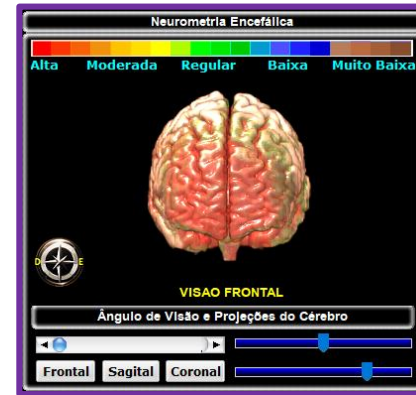 Neurometria Encefálica
Alta Moderada Regular Baixa Muito Baixa
D E
VISAO FRONTAL
Ângulo de Visão e Projeções do Cérebro
Frontal Sagital Coronal